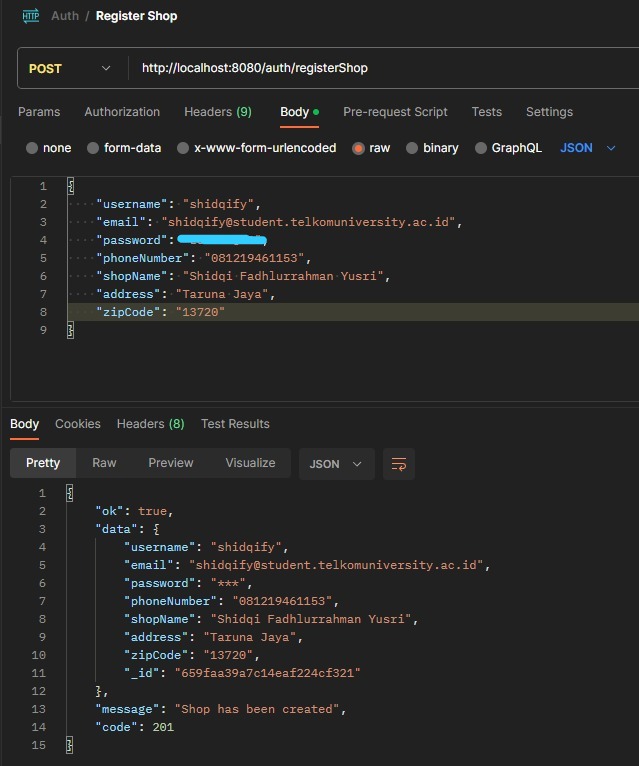 HTTP Auth / Register Shop
POST http://localhost:8080/auth/registerShop
Params Authorization Headers (9) Body Pre-request Script Tests Settings
none form-data x-www-form-urlencoded raw binary GraphQL JSON
1 {
2 "username": "shidqify",
3 "email": "shidqify@student.telkomuniversity.ac.id",
4 "password":
5 "phoneNumber": "081219461153",
6 "shopName": "Shidqi Fadhlurrahman Yusri",
7 "address": "Taruna Jaya",
8 "zipCode": "13720"
9 }
Body Cookies Headers (8) Test Results
Pretty Raw Preview Visualize JSON
1 {
2 "ok": true,
3 "data": {
4 "username": "shidqify",
5 "email": "shidqify@student.telkomuniversity.ac.id",
6 "password": "***",
7 "phoneNumber": "081219461153",
8 "shopName": "Shidqi Fadhlurrahman Yusri",
9 "address": "Taruna Jaya",
10 "zipCode": "13720",
11 "_id": "659faa39a7c14eaf224cf321"
12 },
13 "message": "Shop has been created",
14 "code": 201
15 }